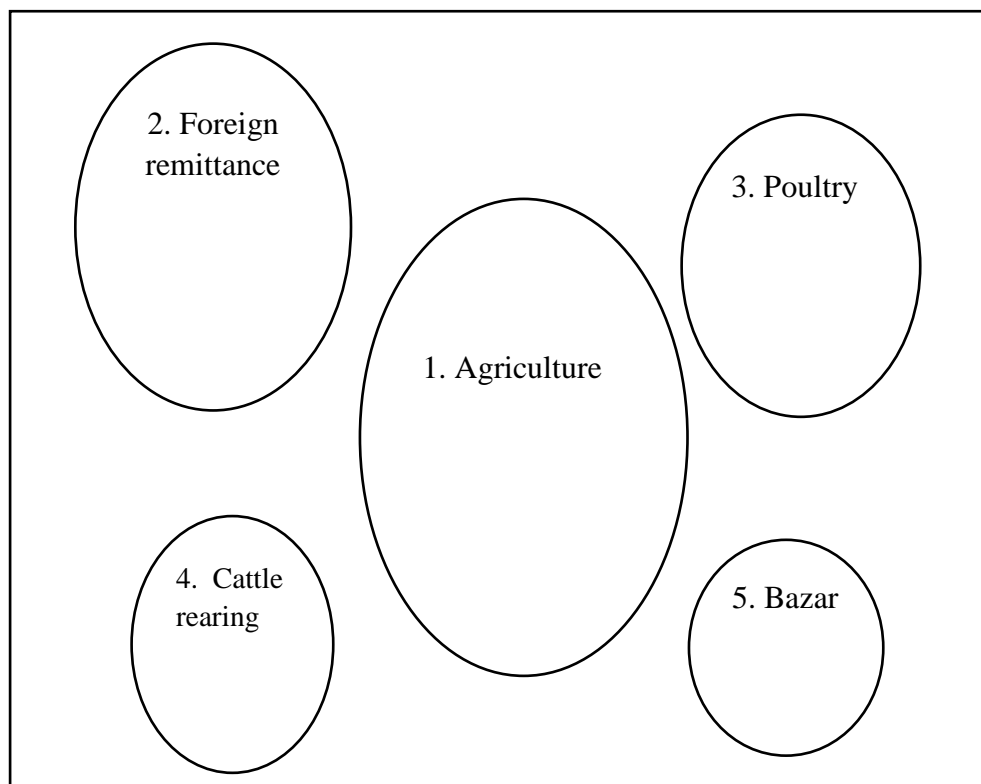 2. Foreign
remittance
3. Poultry
1. Agriculture
4. Cattle
rearing
5. Bazar